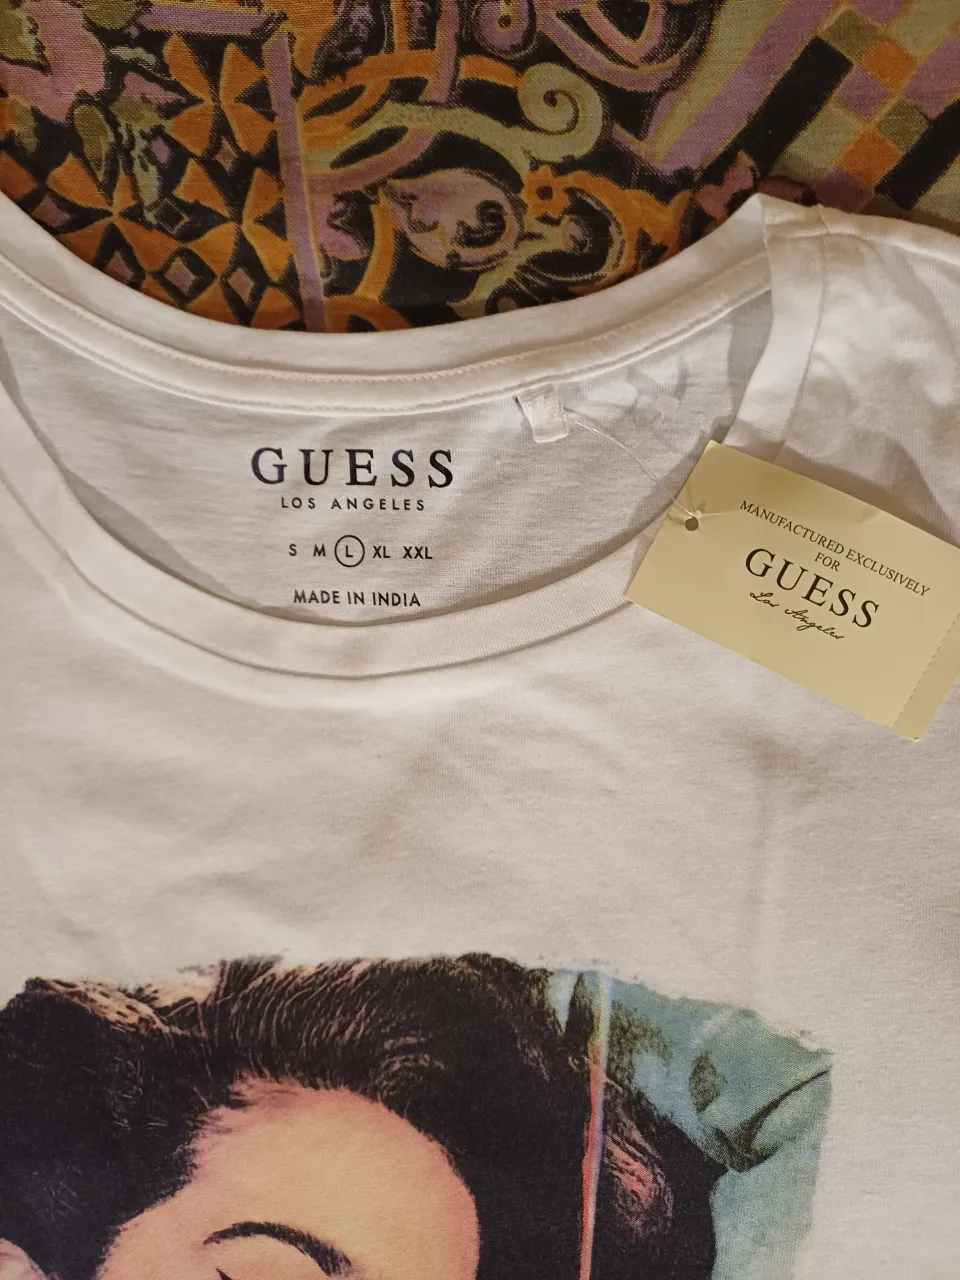 GUESS
LOS ANGELES
S M L XL XXL
MADE IN INDIA
MANUFACTURED EXCLUSIVELY
FOR
GUESS
Los Angeles